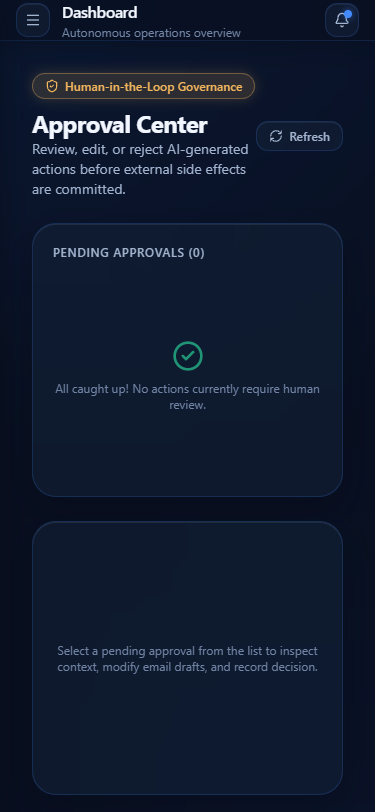 Dashboard
Autonomous operations overview
Human-in-the-Loop Governance
Approval Center
Review, edit, or reject AI-generated
actions before external side effects
are committed.
Refresh
PENDING APPROVALS (0)
All caught up! No actions currently require human
review.
Select a pending approval from the list to inspect
context, modify email drafts, and record decision.